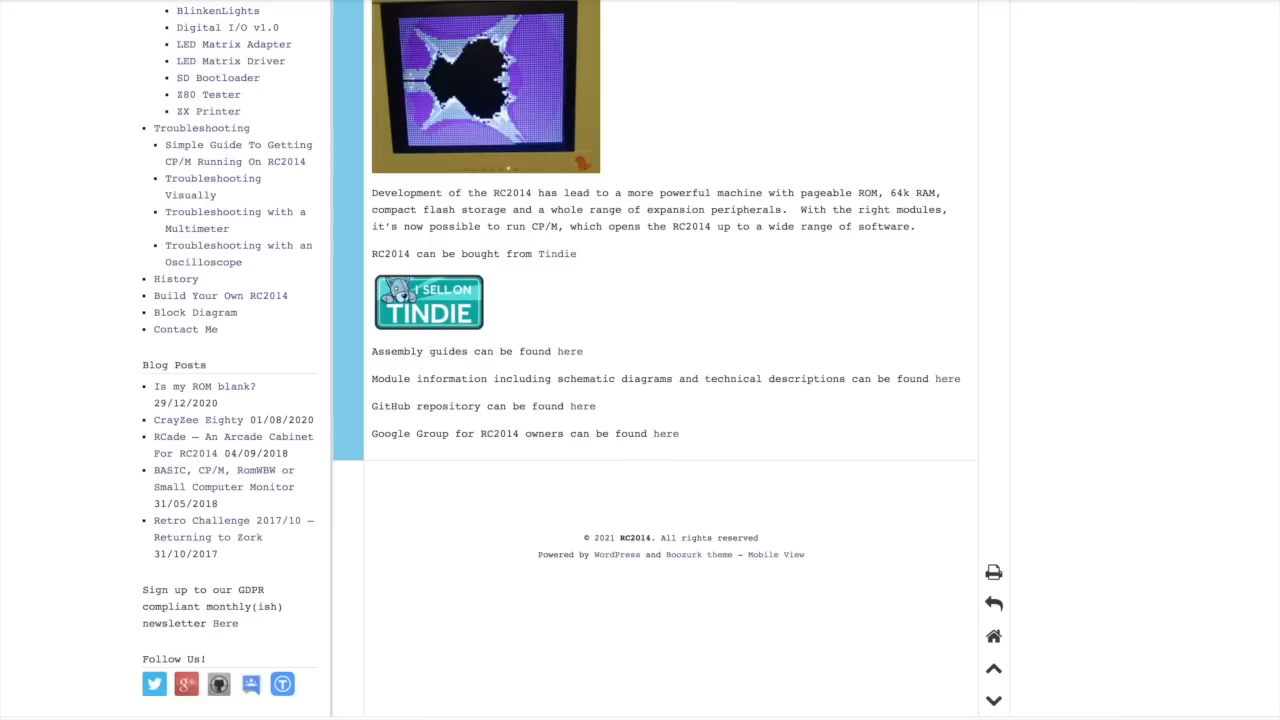 BlinkenLights
Digital I/O v1.0
LED Matrix Adapter
LED Matrix Driver
SD Bootloader
Z80 Tester
ZX Printer
Troubleshooting
Simple Guide To Getting
CP/M Running On RC2014
Troubleshooting
Visually
Troubleshooting with a
Multimeter
Troubleshooting with an
Oscilloscope
History
Build Your Own RC2014
Block Diagram
Contact Me
Blog Posts
Is my ROM blank?
29/12/2020
CrayZee Eighty 01/08/2020
RCade – An Arcade Cabinet
For RC2014 04/09/2018
BASIC, CP/M, RomWBW or
Small Computer Monitor
31/05/2018
Retro Challenge 2017/10 –
Returning to Zork
31/10/2017
Sign up to our GDPR
compliant monthly(ish)
newsletter Here
Follow Us!
Development of the RC2014 has lead to a more powerful machine with pageable ROM, 64k RAM,
compact flash storage and a whole range of expansion peripherals.  With the right modules,
it's now possible to run CP/M, which opens the RC2014 up to a wide range of software.
RC2014 can be bought from Tindie
I SELL ON
TINDIE
Assembly guides can be found here
Module information including schematic diagrams and technical descriptions can be found here
GitHub repository can be found here
Google Group for RC2014 owners can be found here
© 2021 RC2014. All rights reserved
Powered by WordPress and Boozurk theme - Mobile View